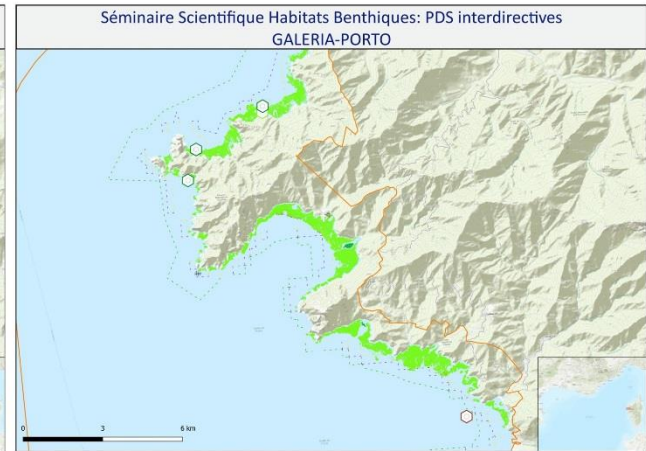 Séminaire Scientifique Habitats Benthiques: PDS interdirectives
GALERIA-PORTO
0 3 6 km